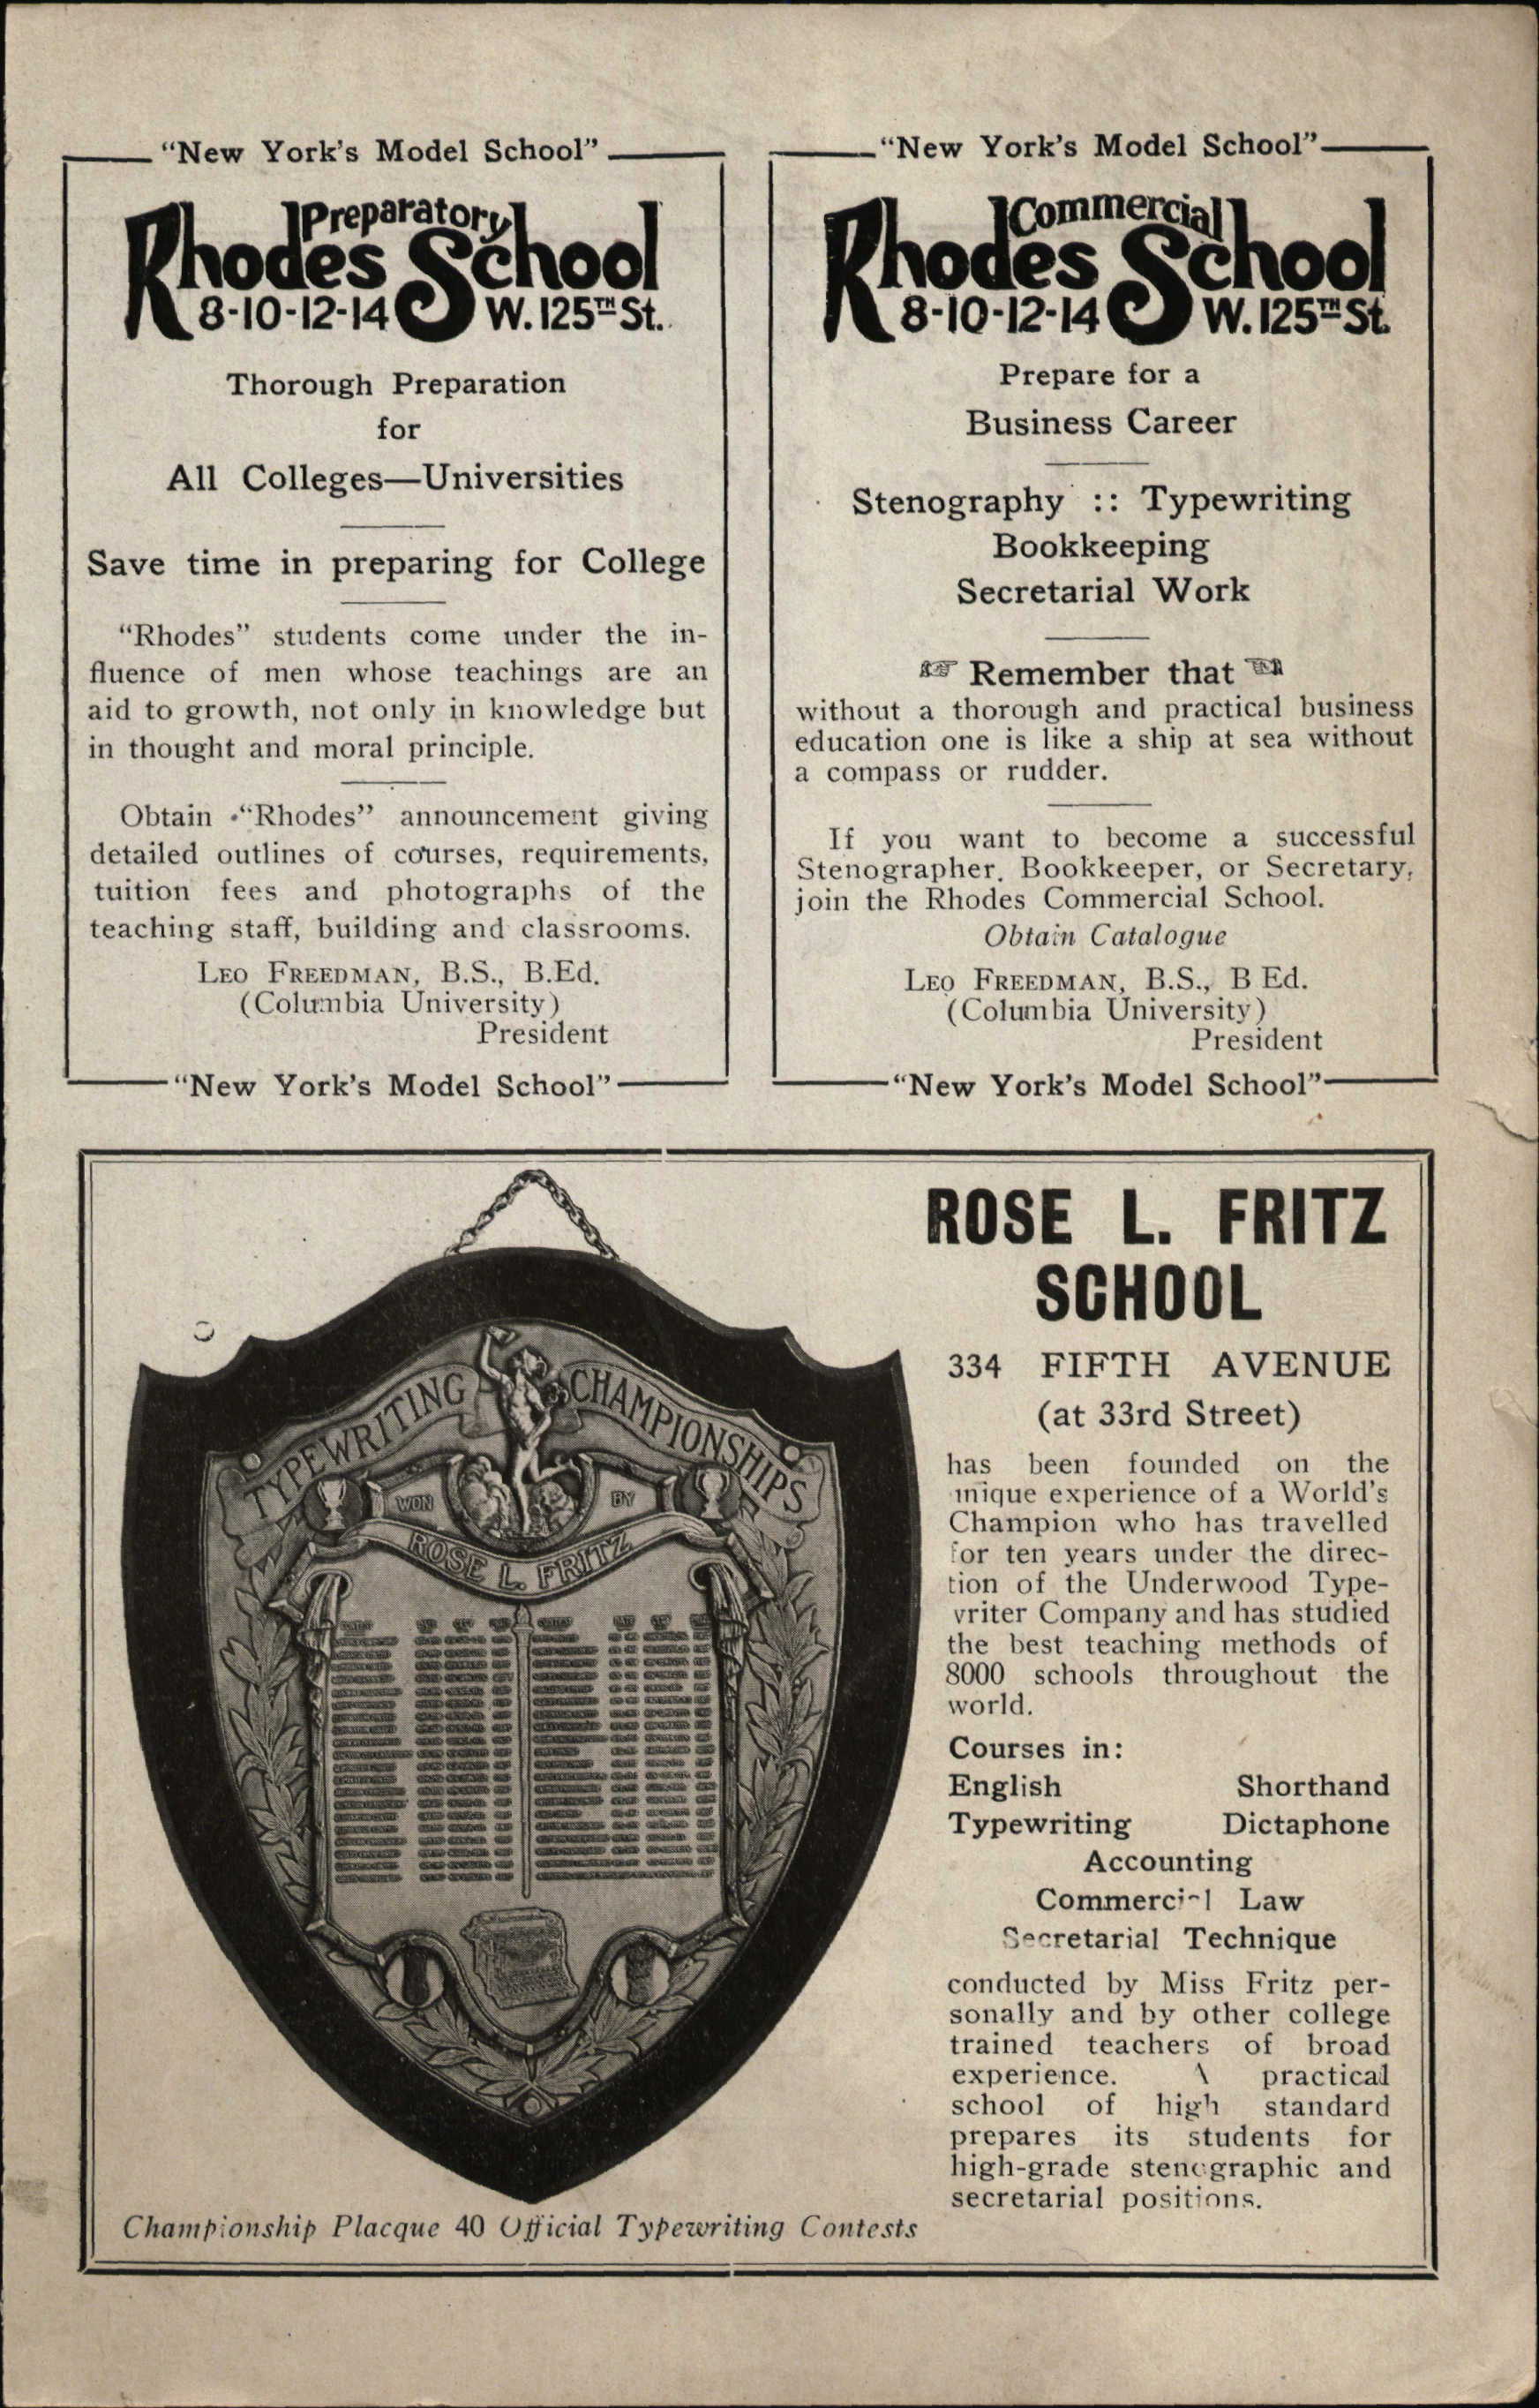 "New York's Model School"
Preparatory
Rhodes School
8-10-12-14 W. 125TH St.
Thorough Preparation
for
All Colleges—Universities
Save time in preparing for College
"Rhodes" students come under the in-
fluence of men whose teachings are an
aid to growth, not only in knowledge but
in thought and moral principle.
Obtain "Rhodes" announcement giving
detailed outlines of courses, requirements,
tuition fees and photographs of the
teaching staff, building and classrooms.
LEO FREEDMAN, B.S., B.Ed.
(Columbia University)
President
"New York's Model School"
"New York's Model School"
Commercial
Rhodes School
8-10-12-14 W. 125TH St.
Prepare for a
Business Career
Stenography :: Typewriting
Bookkeeping
Secretarial Work
Remember that
without a thorough and practical business
education one is like a ship at sea without
a compass or rudder.
If you want to become a successful
Stenographer, Bookkeeper, or Secretary,
join the Rhodes Commercial School.
Obtain Catalogue
LEO FREEDMAN, B.S., B Ed.
(Columbia University)
President
"New York's Model School"
TYPEWRITING CHAMPIONSHIPS
WON BY
ROSE L. FRITZ
Championship Placque 40 Official Typewriting Contests
ROSE L. FRITZ
SCHOOL
334 FIFTH AVENUE
(at 33rd Street)
has been founded on the
unique experience of a World's
Champion who has travelled
for ten years under the direc-
tion of the Underwood Type-
writer Company and has studied
the best teaching methods of
8000 schools throughout the
world.
Courses in:
English Shorthand
Typewriting Dictaphone
Accounting
Commercial Law
Secretarial Technique
conducted by Miss Fritz per-
sonally and by other college
trained teachers of broad
experience. A practical
school of high standard
prepares its students for
high-grade stenographic and
secretarial positions.